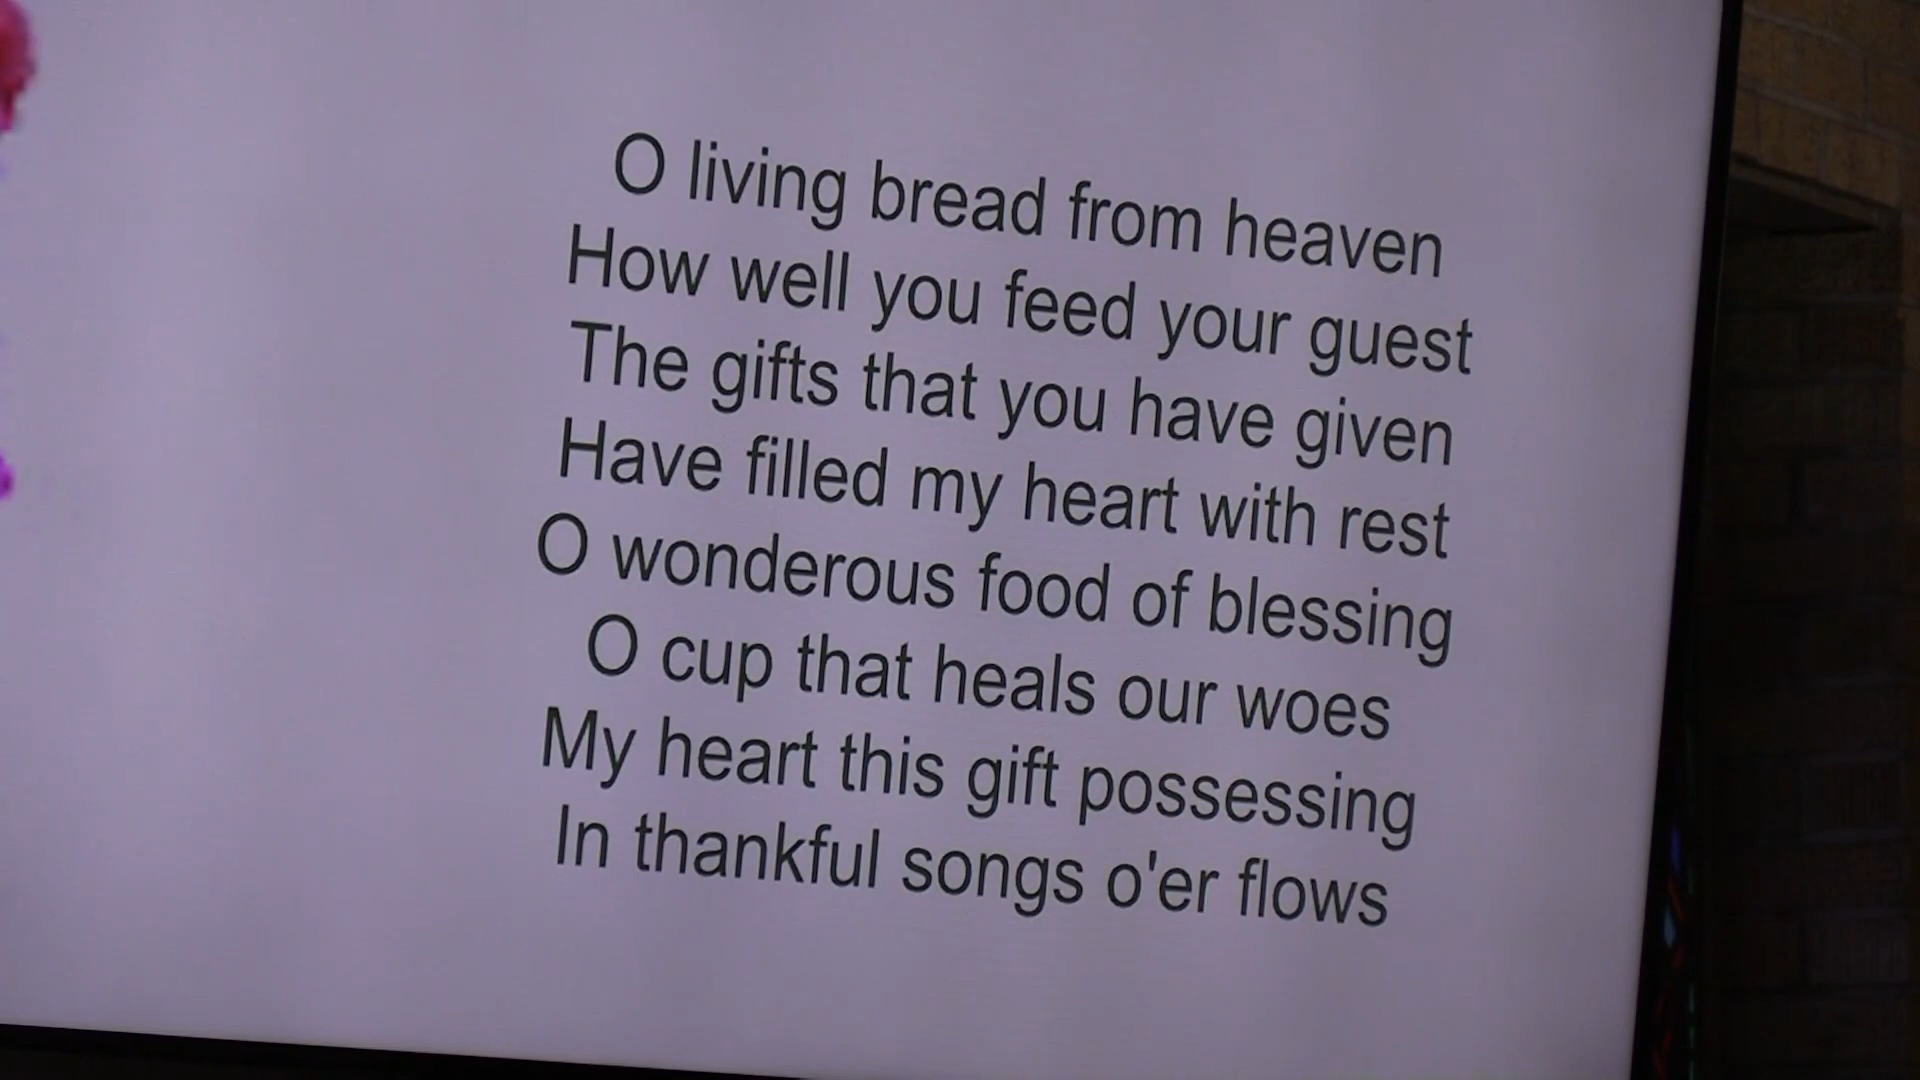 O living bread from heaven
How well you feed your guest
The gifts that you have given
Have filled my heart with rest
O wonderous food of blessing
O cup that heals our woes
My heart this gift possessing
In thankful songs o'er flows